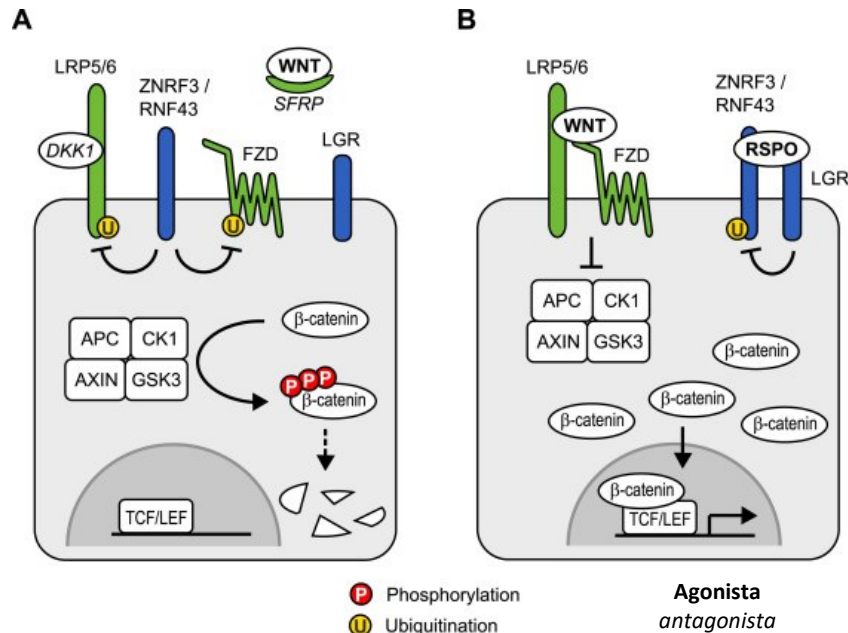 A
LRP5/6
ZNRF3 /
RNF43
WNT
SFRP
DKK1
FZD
LGR
U
U
APC
CK1
AXIN
GSK3
β-catenin
P
P
P
β-catenin
TCF/LEF
B
LRP5/6
ZNRF3 /
RNF43
WNT
FZD
RSPO
LGR
U
APC
CK1
AXIN
GSK3
β-catenin
β-catenin
β-catenin
β-catenin
β-catenin
TCF/LEF
P Phosphorylation
U Ubiquitination
Agonista
antagonista